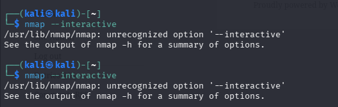 ┌──(kali㉿kali)-[~]
└─$ nmap --interactive
/usr/lib/nmap/nmap: unrecognized option '--interactive'
See the output of nmap -h for a summary of options.
┌──(kali㉿kali)-[~]
└─$ nmap --interactive
/usr/lib/nmap/nmap: unrecognized option '--interactive'
See the output of nmap -h for a summary of options.